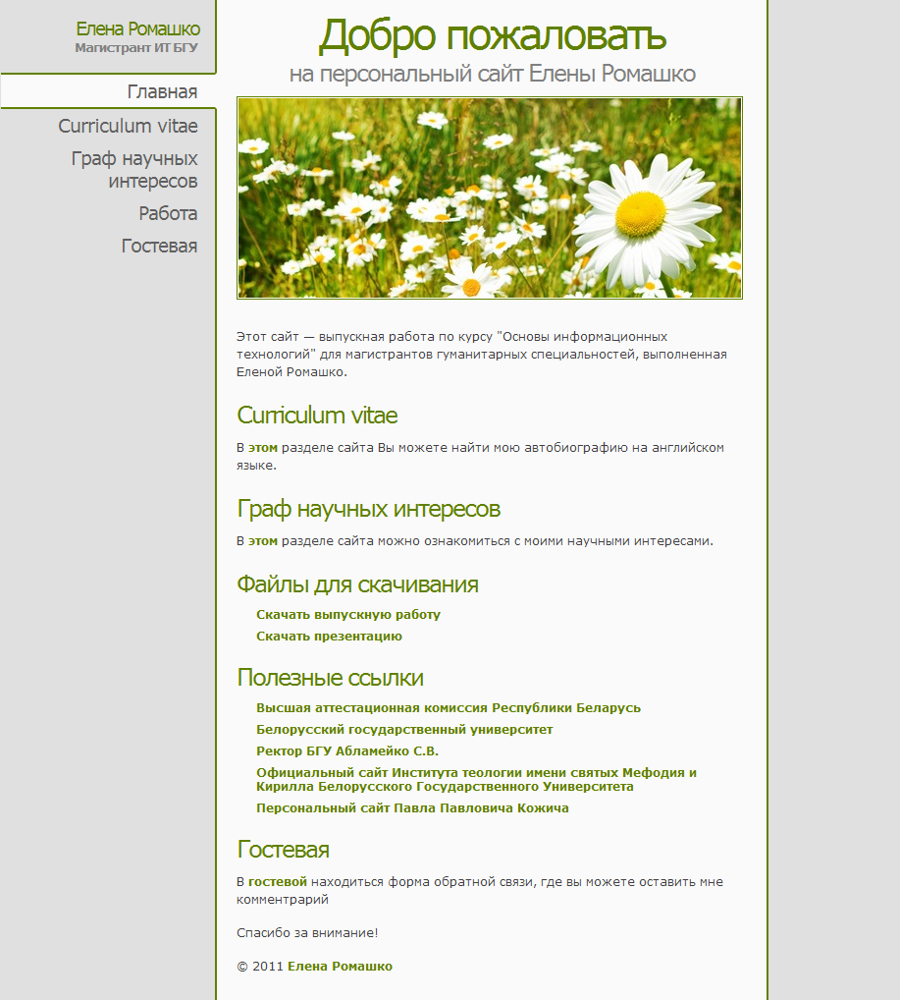 Елена Ромашко
Магистрант ИТ БГУ
Главная
Curriculum vitae
Граф научных
интересов
Работа
Гостевая
Добро пожаловать
на персональный сайт Елены Ромашко
Этот сайт — выпускная работа по курсу "Основы информационных
технологий" для магистрантов гуманитарных специальностей, выполненная
Еленой Ромашко.
Curriculum vitae
В этом разделе сайта Вы можете найти мою автобиографию на английском
языке.
Граф научных интересов
В этом разделе сайта можно ознакомиться с моими научными интересами.
Файлы для скачивания
Скачать выпускную работу
Скачать презентацию
Полезные ссылки
Высшая аттестационная комиссия Республики Беларусь
Белорусский государственный университет
Ректор БГУ Абламейко С.В.
Официальный сайт Института теологии имени святых Мефодия и
Кирилла Белорусского Государственного Университета
Персональный сайт Павла Павловича Кожича
Гостевая
В гостевой находиться форма обратной связи, где вы можете оставить мне
комментрарий
Спасибо за внимание!
© 2011 Елена Ромашко